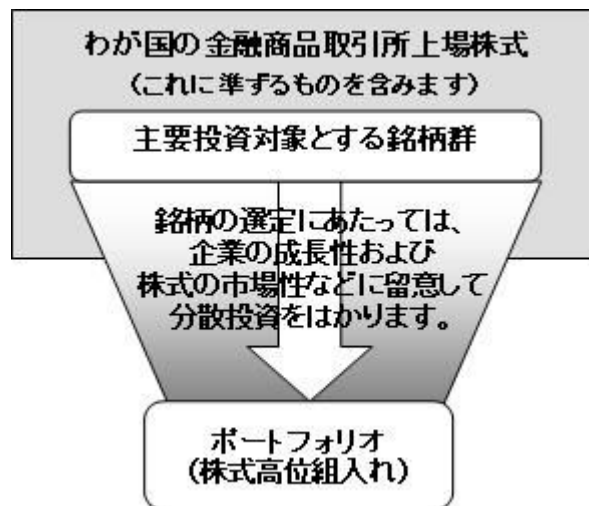 わが国の金融商品取引所上場株式
（これに準ずるものを含みます）
主要投資対象とする銘柄群
銘柄の選定にあたっては、
企業の成長性および
株式の市場性などに留意して
分散投資をはかります。
ポートフォリオ
（株式高位組入れ）